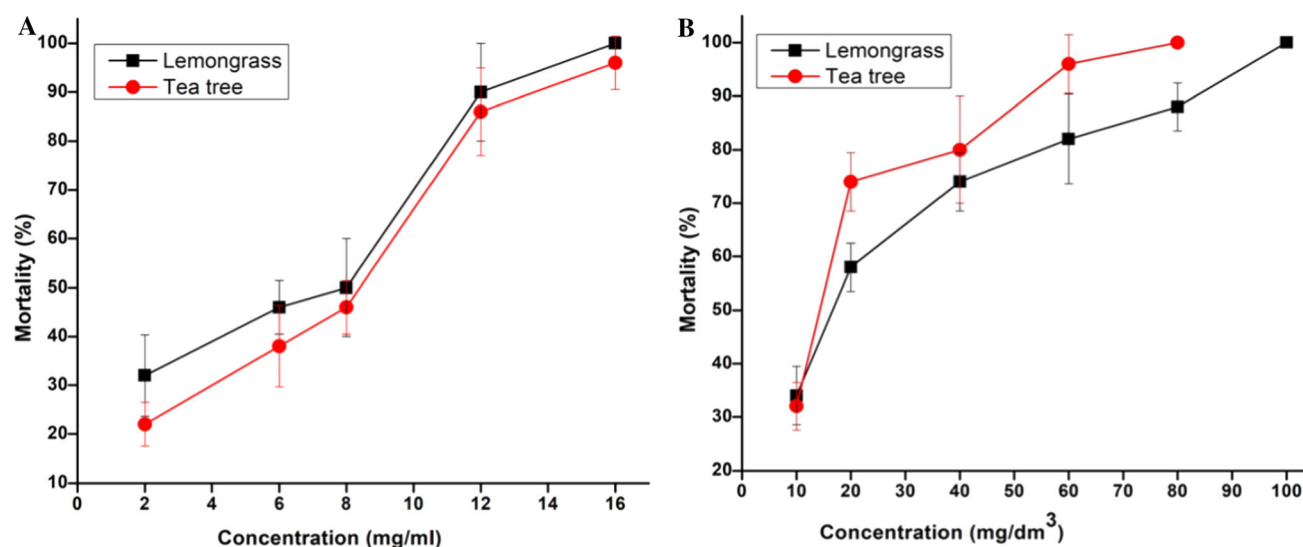 A
Lemongrass
Tea tree
100
90
80
70
60
50
40
30
20
10
Mortality (%)
0 2 4 6 8 10 12 14 16
Concentration (mg/ml)
B
Lemongrass
Tea tree
100
90
80
70
60
50
40
30
20
Mortality (%)
0 10 20 30 40 50 60 70 80 90 100
Concentration (mg/dm³)